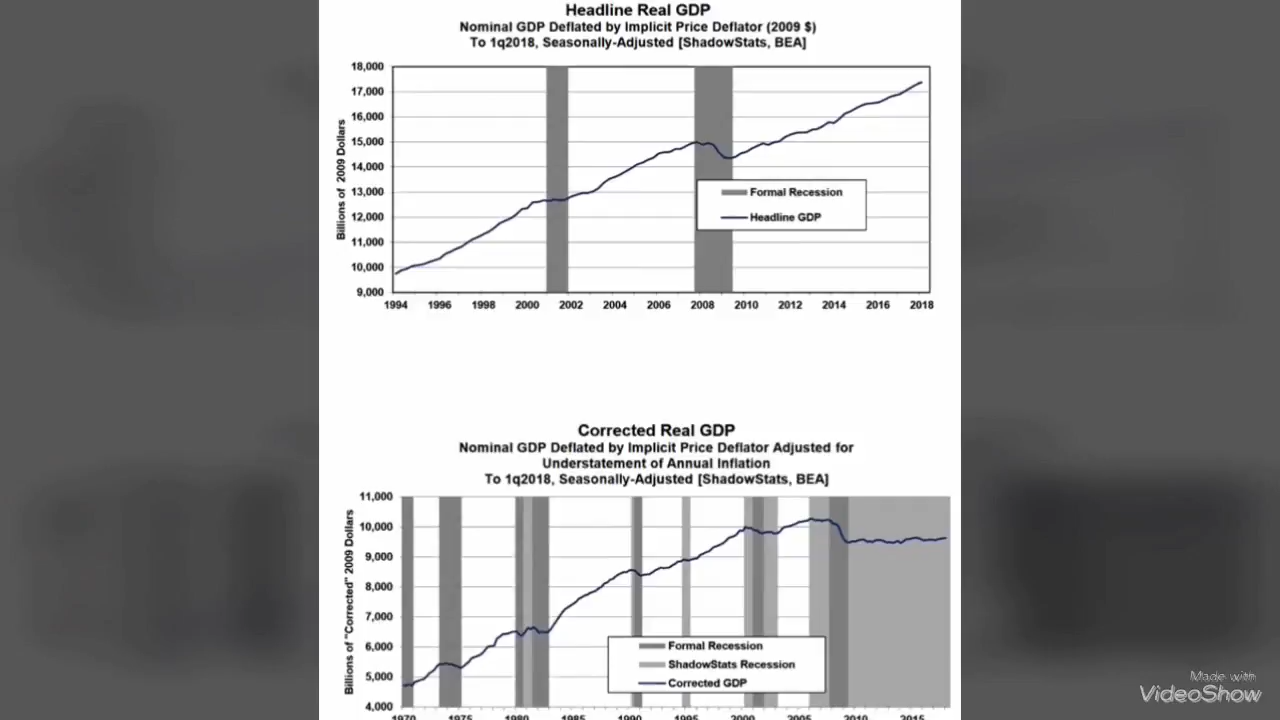 Headline Real GDP
Nominal GDP Deflated by Implicit Price Deflator (2009 $)
To 1q2018, Seasonally-Adjusted [ShadowStats, BEA]
Billions of 2009 Dollars
18,000
17,000
16,000
15,000
14,000
13,000
12,000
11,000
10,000
9,000
Formal Recession
Headline GDP
1994 1996 1998 2000 2002 2004 2006 2008 2010 2012 2014 2016 2018
Corrected Real GDP
Nominal GDP Deflated by Implicit Price Deflator Adjusted for
Understatement of Annual Inflation
To 1q2018, Seasonally-Adjusted [ShadowStats, BEA]
Billions of "Corrected" 2009 Dollars
11,000
10,000
9,000
8,000
7,000
6,000
5,000
4,000
Formal Recession
ShadowStats Recession
Corrected GDP
1970 1975 1980 1985 1990 1995 2000 2005 2010 2015
Made with
VideoShow